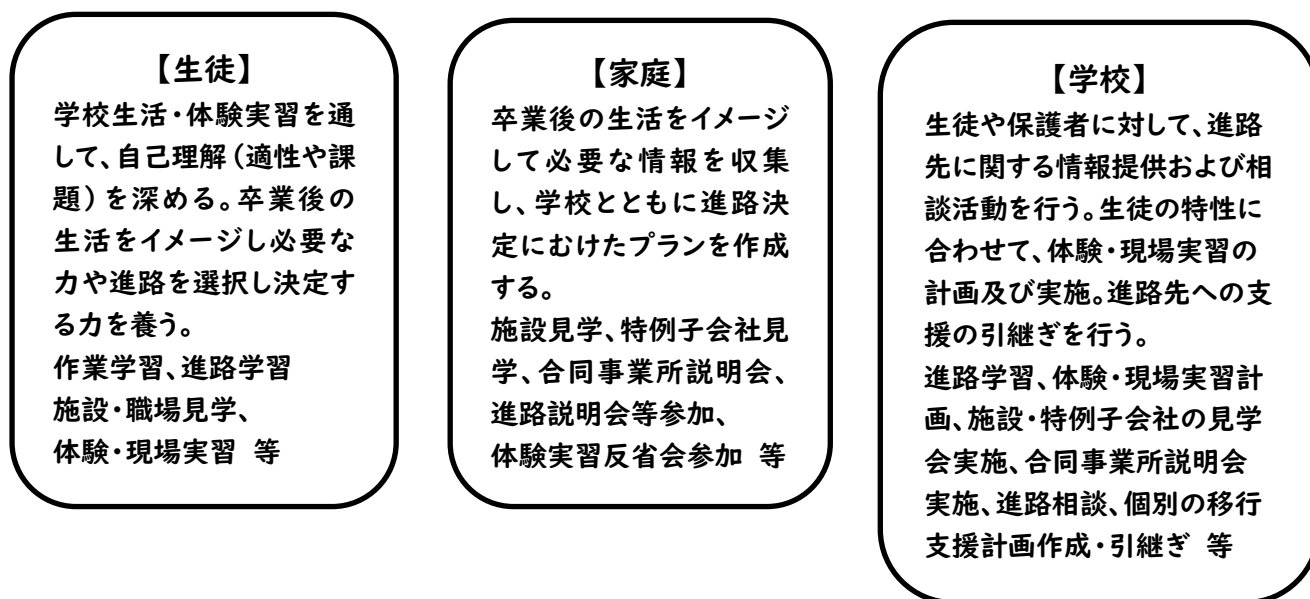 【生徒】
学校生活・体験実習を通
して、自己理解(適性や課
題)を深める。卒業後の
生活をイメージし必要な
力や進路を選択し決定す
る力を養う。
作業学習、進路学習
施設・職場見学、
体験・現場実習 等
【家庭】
卒業後の生活をイメージ
して必要な情報を収集
し、学校とともに進路決
定にむけたプランを作成
する。
施設見学、特例子会社見
学、合同事業所説明会、
進路説明会等参加、
体験実習反省会参加 等
【学校】
生徒や保護者に対して、進路
先に関する情報提供および相
談活動を行う。生徒の特性に
合わせて、体験・現場実習の
計画及び実施。進路先への支
援の引継ぎを行う。
進路学習、体験・現場実習計
画、施設・特例子会社の見学
会実施、合同事業所説明会
実施、進路相談、個別の移行
支援計画作成・引継ぎ 等